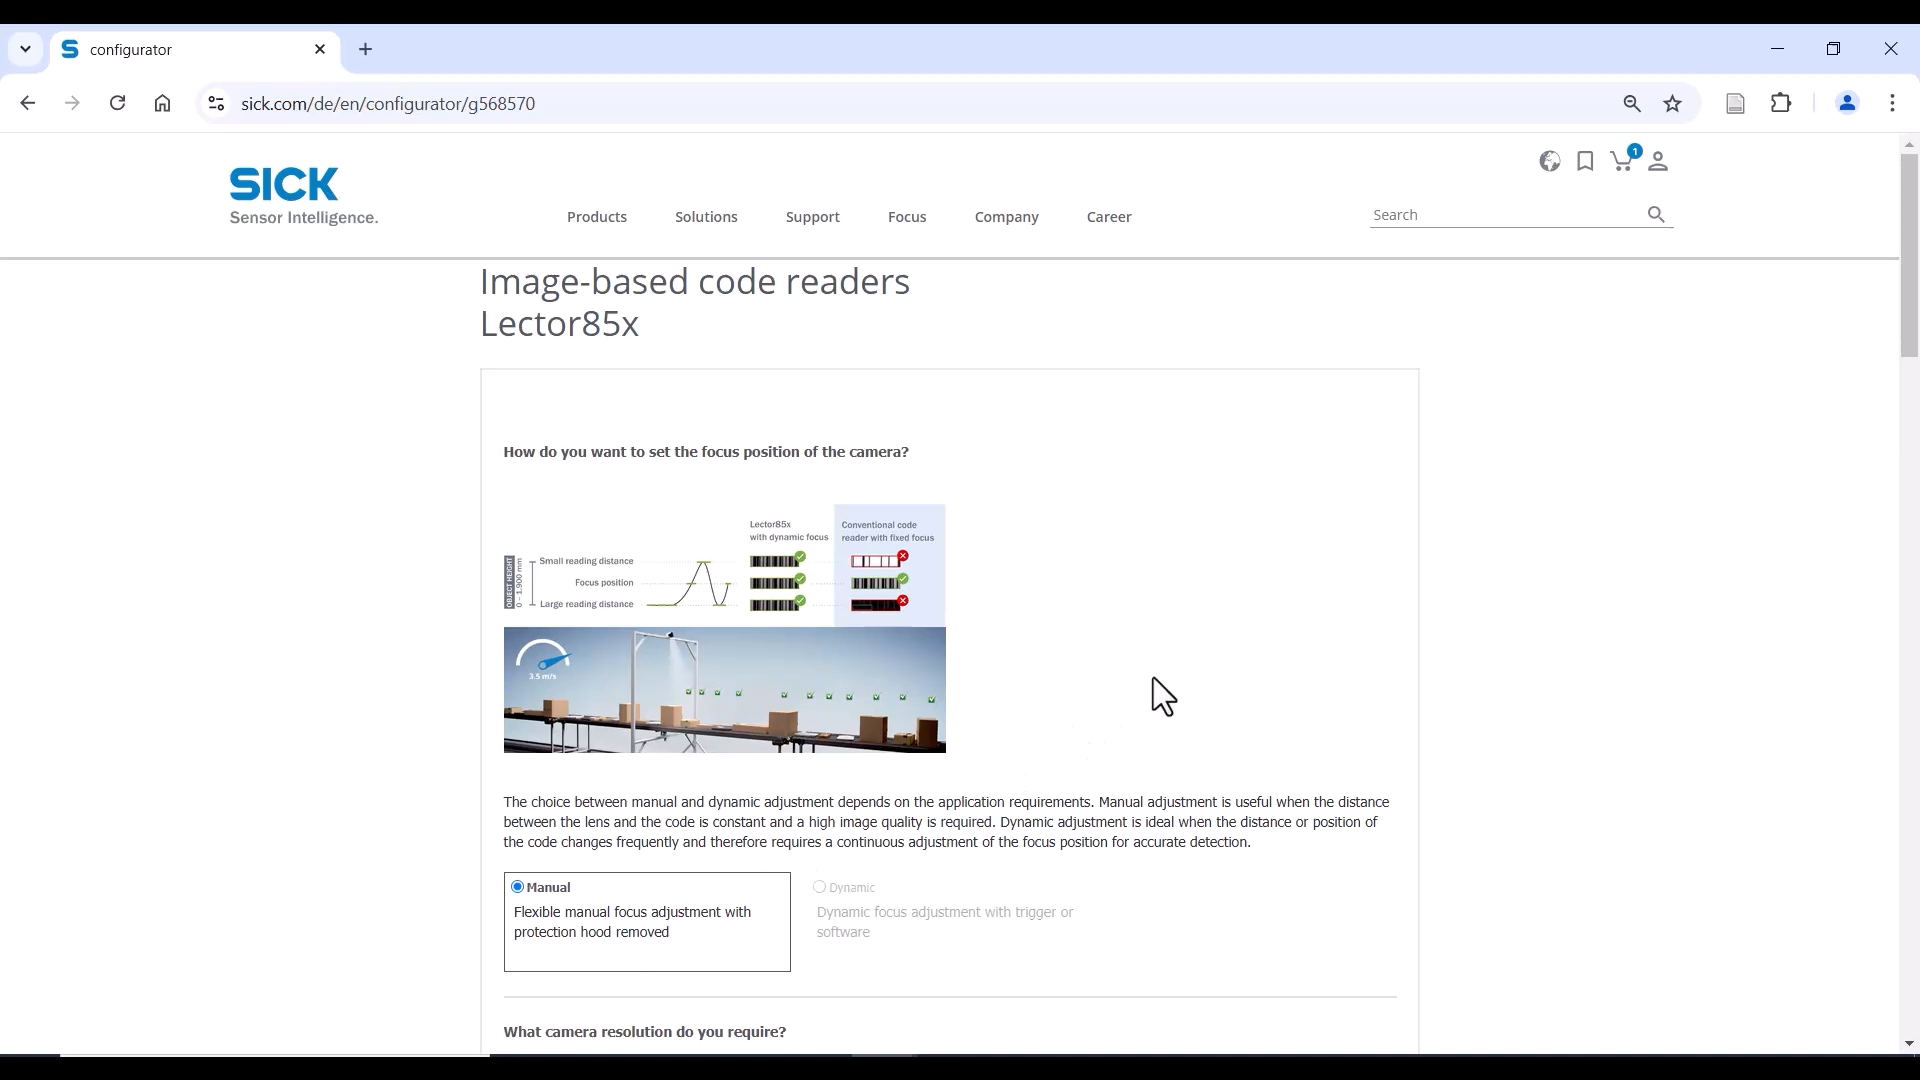 configurator
sick.com/de/en/configurator/g568570
1
SICK
Sensor Intelligence.
Products
Solutions
Support
Focus
Company
Career
Search
Image-based code readers
Lector85x
How do you want to set the focus position of the camera?
Lector85x
with dynamic focus
Conventional code
reader with fixed focus
OBJECT HEIGHT
0 – 1.900 mm
Small reading distance
Focus position
Large reading distance
3.5 m/s
The choice between manual and dynamic adjustment depends on the application requirements. Manual adjustment is useful when the distance
between the lens and the code is constant and a high image quality is required. Dynamic adjustment is ideal when the distance or position of
the code changes frequently and therefore requires a continuous adjustment of the focus position for accurate detection.
Manual
Flexible manual focus adjustment with
protection hood removed
Dynamic
Dynamic focus adjustment with trigger or
software
What camera resolution do you require?